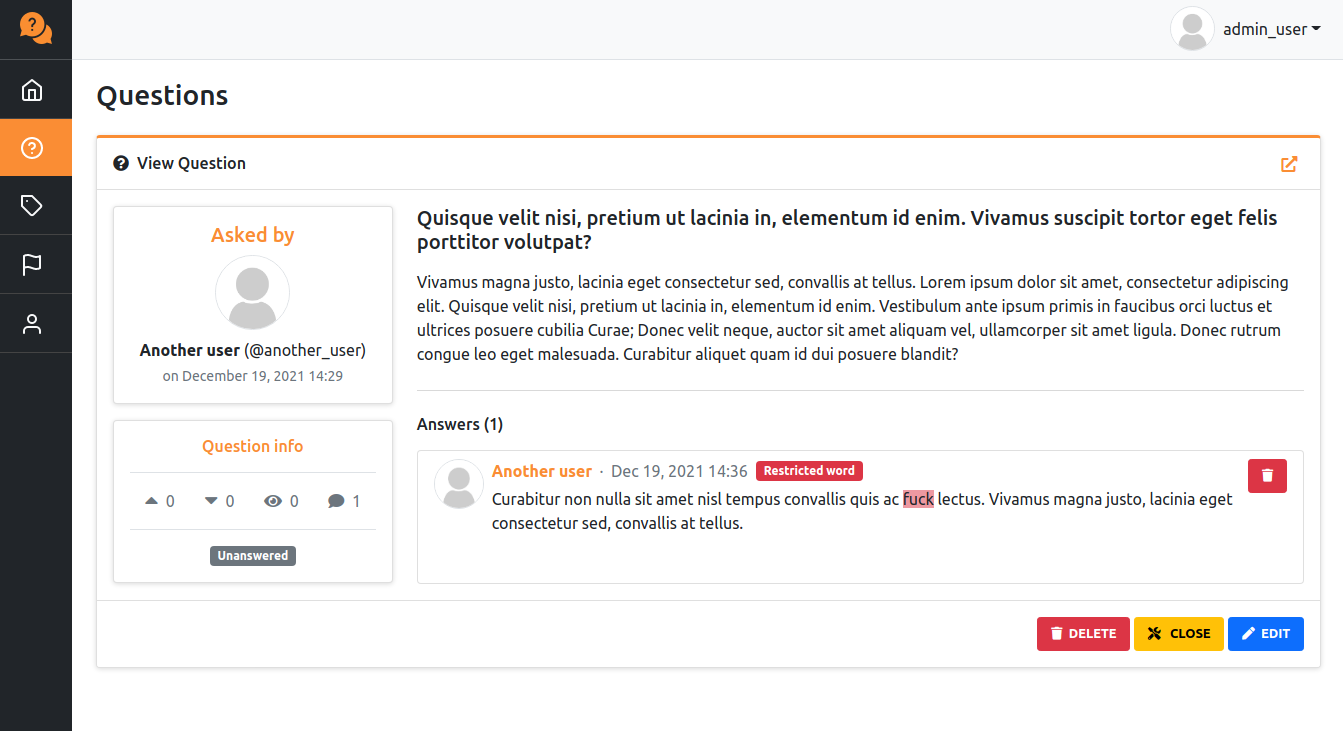 ?
admin_user
Questions
View Question
Asked by
Another user (@another_user)
on December 19, 2021 14:29
Question info
0 0 0 1
Unanswered
Quisque velit nisi, pretium ut lacinia in, elementum id enim. Vivamus suscipit tortor eget felis
porttitor volutpat?
Vivamus magna justo, lacinia eget consectetur sed, convallis at tellus. Lorem ipsum dolor sit amet, consectetur adipiscing
elit. Quisque velit nisi, pretium ut lacinia in, elementum id enim. Vestibulum ante ipsum primis in faucibus orci luctus et
ultrices posuere cubilia Curae; Donec velit neque, auctor sit amet aliquam vel, ullamcorper sit amet ligula. Donec rutrum
congue leo eget malesuada. Curabitur aliquet quam id dui posuere blandit?
Answers (1)
Another user · Dec 19, 2021 14:36 Restricted word
Curabitur non nulla sit amet nisl tempus convallis quis ac fuck lectus. Vivamus magna justo, lacinia eget
consectetur sed, convallis at tellus.
DELETE CLOSE EDIT